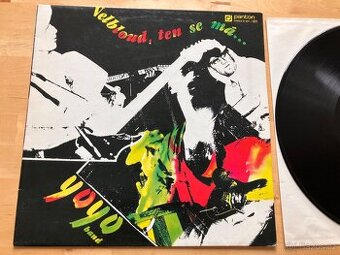 panton
Velbloud, ten se má...
yoyo
band